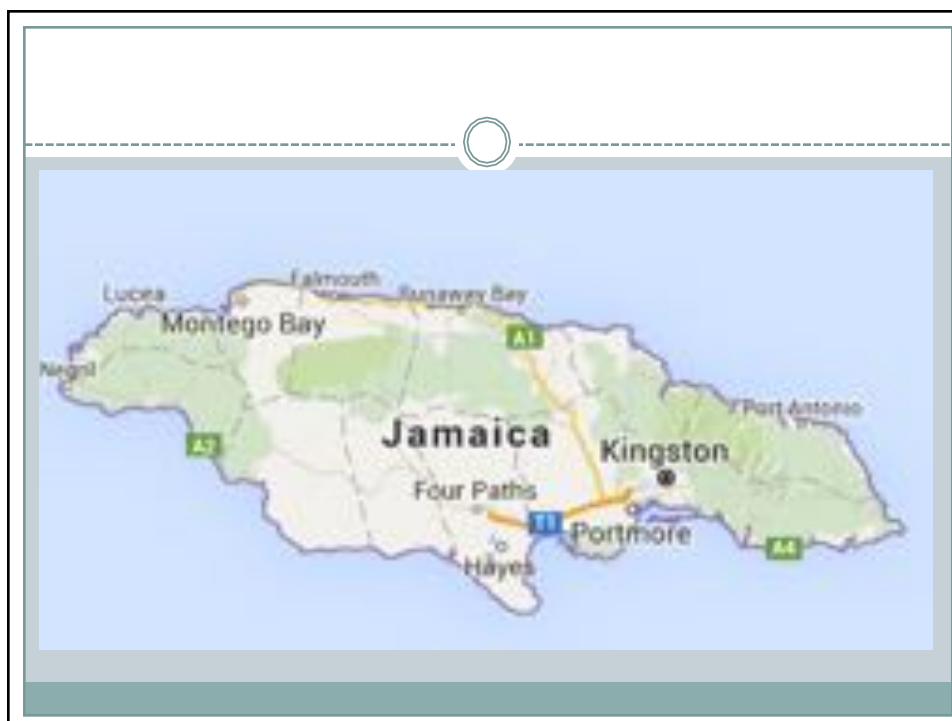 Falmouth
Lucea
Runaway Bay
Montego Bay
A1
Negril
Port Antonio
Jamaica
A2
Kingston
Four Paths
T1
Portmore
A4
Hayes